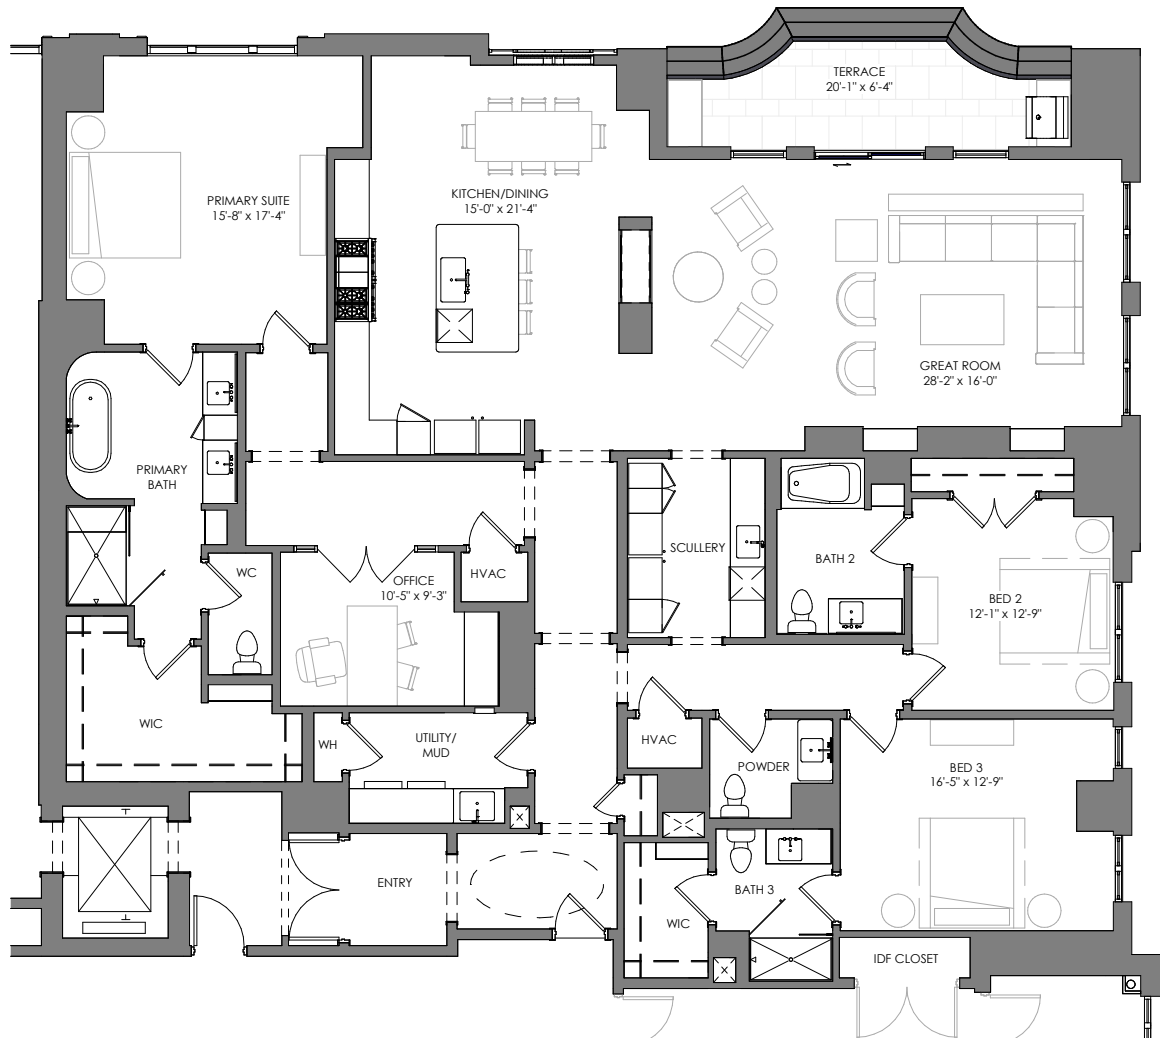 TERRACE
20'-1" x 6'-4"
PRIMARY SUITE
15'-8" x 17'-4"
KITCHEN/DINING
15'-0" x 21'-4"
GREAT ROOM
28'-2" x 16'-0"
PRIMARY
BATH
WC
OFFICE
10'-5" x 9'-3"
HVAC
SCULLERY
BATH 2
BED 2
12'-1" x 12'-9"
WIC
WH
UTILITY/
MUD
HVAC
POWDER
BED 3
16'-5" x 12'-9"
ENTRY
BATH 3
WIC
IDF CLOSET